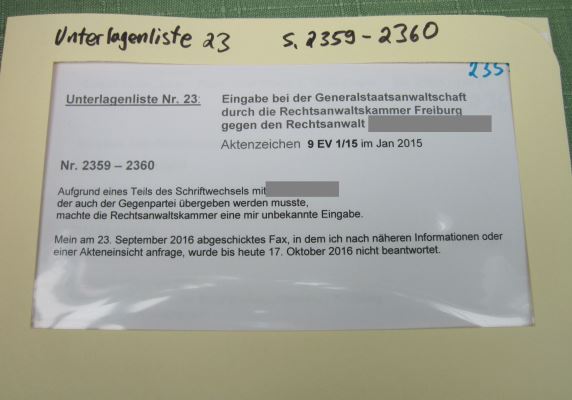 Unterlagenliste 23 S. 2359-2360
235
Unterlagenliste Nr. 23: Eingabe bei der Generalstaatsanwaltschaft
durch die Rechtsanwaltskammer Freiburg
gegen den Rechtsanwalt
Aktenzeichen 9 EV 1/15 im Jan 2015
Nr. 2359 – 2360
Aufgrund eines Teils des Schriftwechsels mit
der auch der Gegenpartei übergeben werden musste,
machte die Rechtsanwaltskammer eine mir unbekannte Eingabe.
Mein am 23. September 2016 abgeschicktes Fax, in dem ich nach näheren Informationen oder
einer Akteneinsicht anfrage, wurde bis heute 17. Oktober 2016 nicht beantwortet.